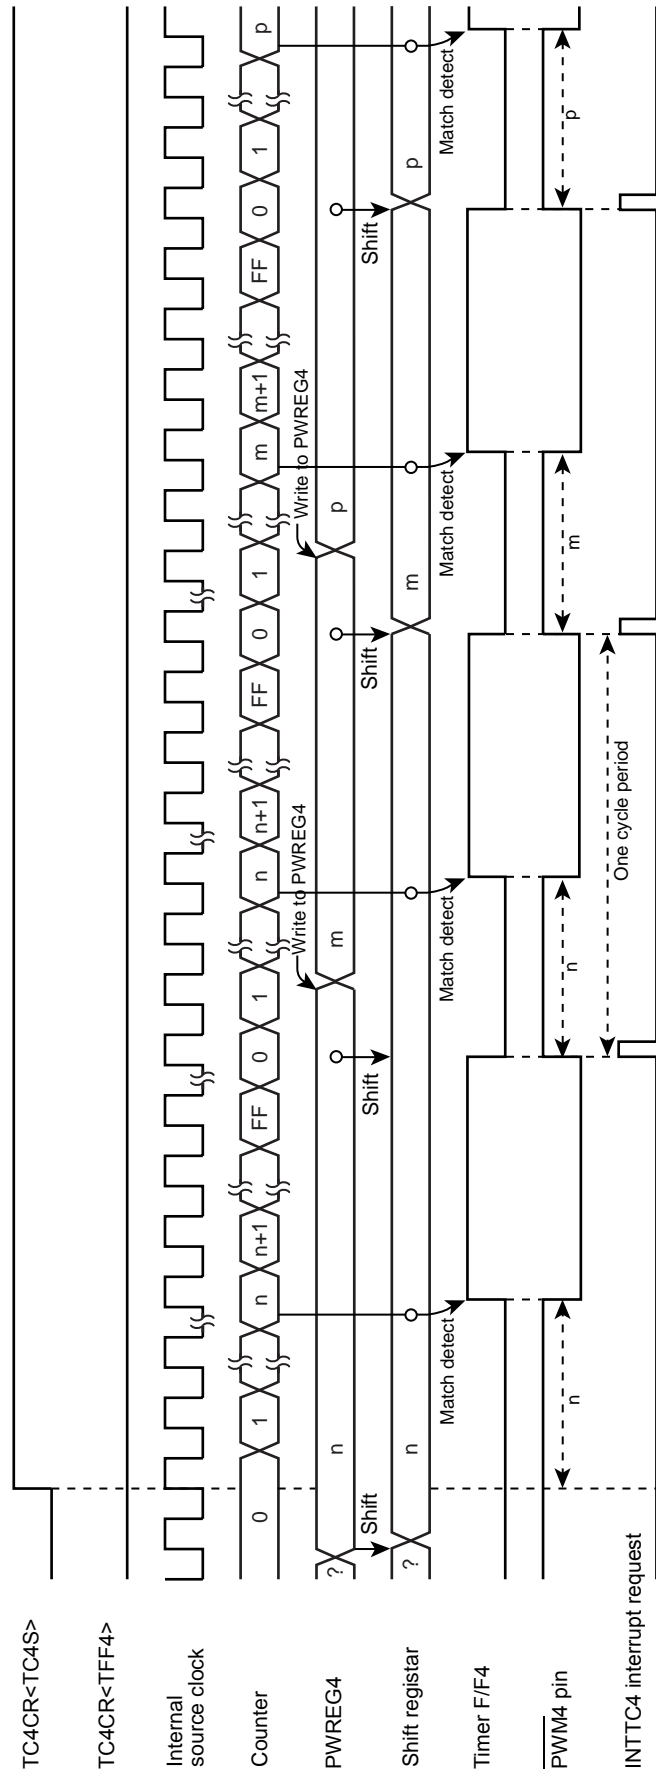 TC4CR<TC4S>
TC4CR<TFF4>
Internal
source clock
Counter 0 1 n n+1 FF 0 1 n n+1 FF 0 1 m m+1 FF 0 1 p
Write to PWREG4 Write to PWREG4
PWREG4 ? n m p
Shift Shift Shift Shift
Shift registar ? n m p
Match detect Match detect Match detect Match detect
Timer F/F4
PWM4 pin n n m p
One cycle period
INTTC4 interrupt request